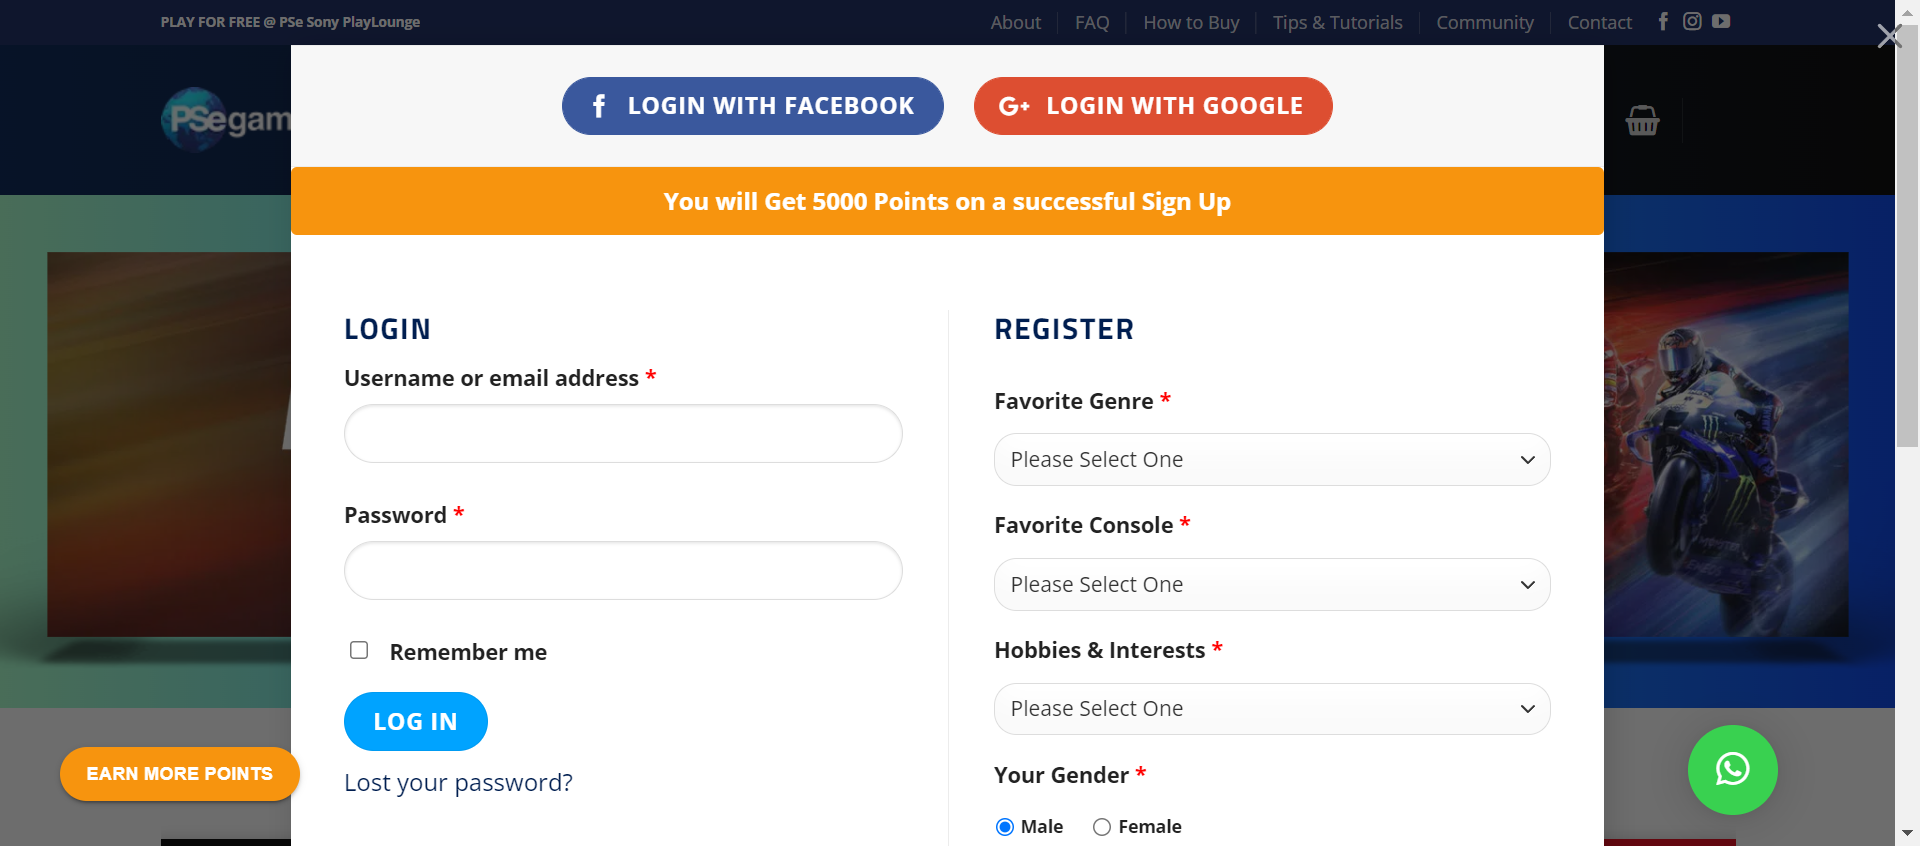 PLAY FOR FREE @ PSe Sony PlayLounge
About FAQ How to Buy Tips & Tutorials Community Contact
PSegam
LOGIN WITH FACEBOOK
LOGIN WITH GOOGLE
You will Get 5000 Points on a successful Sign Up
LOGIN
Username or email address *
Password *
Remember me
LOG IN
Lost your password?
REGISTER
Favorite Genre *
Please Select One
Favorite Console *
Please Select One
Hobbies & Interests *
Please Select One
Your Gender *
Male Female
EARN MORE POINTS